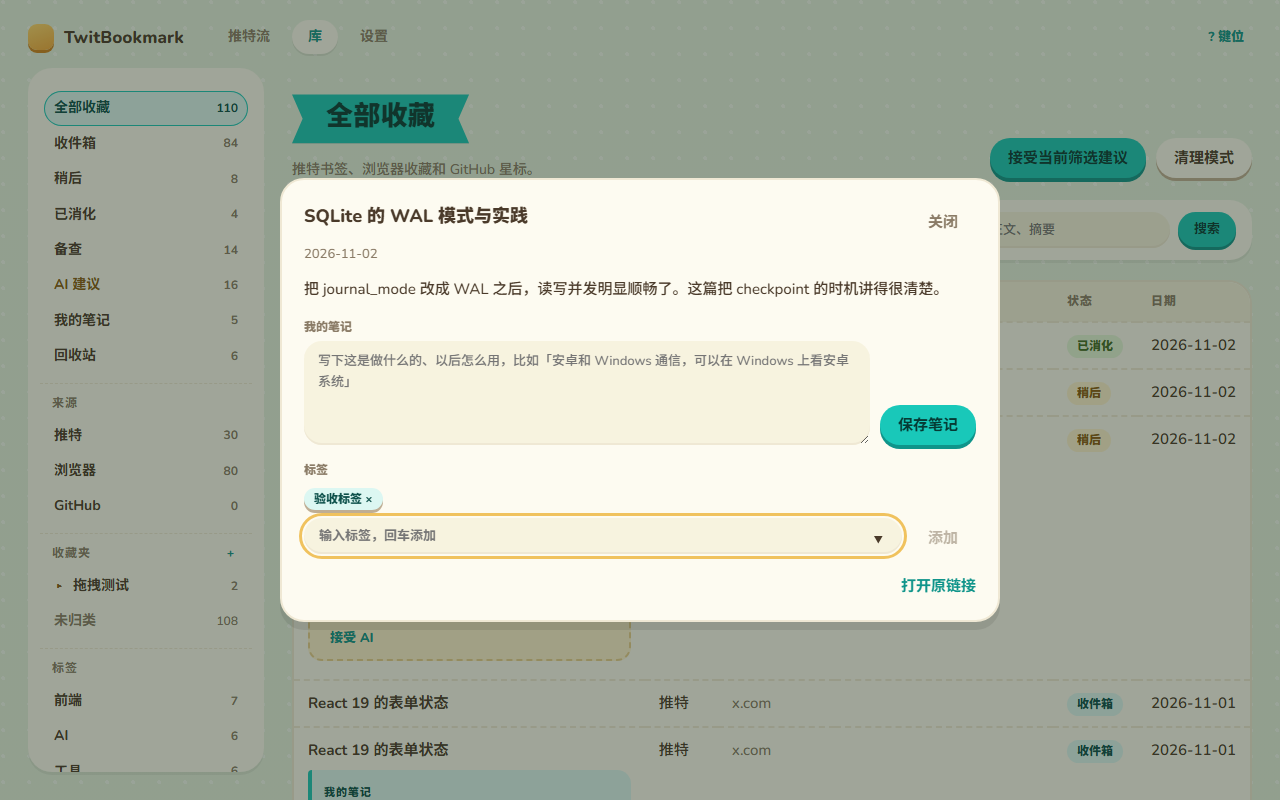 TwitBookmark
推特流
库
设置
? 键位
全部收藏 110
收件箱 84
稍后 8
已消化 4
备查 14
AI 建议 16
我的笔记 5
回收站 6
来源
推特 30
浏览器 80
GitHub 0
收藏夹 +
▸ 拖拽测试 2
未归类 108
标签
前端 7
AI 6
工具 6
全部收藏
推特书签、浏览器收藏和 GitHub 星标。
接受当前筛选建议
清理模式
文、摘要
搜索
SQLite 的 WAL 模式与实践
关闭
2026-11-02
把 journal_mode 改成 WAL 之后，读写并发明显顺畅了。这篇把 checkpoint 的时机讲得很清楚。
我的笔记
写下这是做什么的、以后怎么用，比如「安卓和 Windows 通信，可以在 Windows 上看安卓
系统」
保存笔记
标签
验收标签 ×
输入标签，回车添加 ▼
添加
打开原链接
状态 日期
已消化 2026-11-02
稍后 2026-11-02
稍后 2026-11-02
接受 AI
React 19 的表单状态 推特 x.com 收件箱 2026-11-01
React 19 的表单状态 推特 x.com 收件箱 2026-11-01
我的笔记